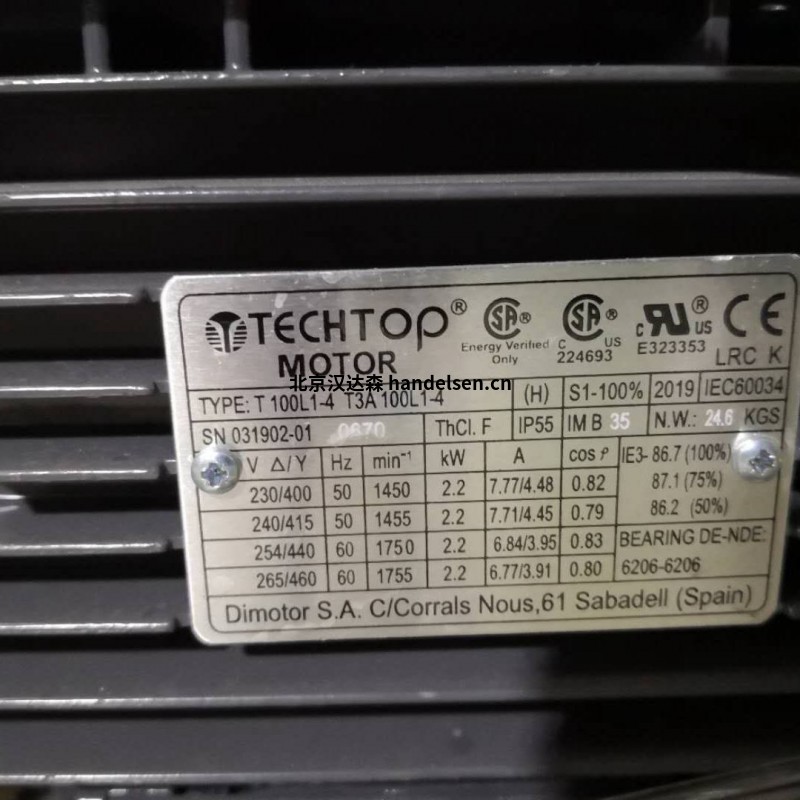 TECHTOP®
MOTOR
SA® Energy Verified Only
SA® C US 224693
c RU® US E323353
CE
LRC K
北京汉达森 handelsen.cn
TYPE: T 100L1-4 T3A 100L1-4 (H) S1-100% 2019 IEC60034
SN 031902-01 0670 ThCl. F IP55 IM B 35 N.W.: 24.6 KGS
V Δ/Y Hz min⁻¹ kW A cos φ IE3- 86.7 (100%)
230/400 50 1450 2.2 7.77/4.48 0.82 87.1 (75%)
240/415 50 1455 2.2 7.71/4.45 0.79 86.2 (50%)
254/440 60 1750 2.2 6.84/3.95 0.83 BEARING DE-NDE:
265/460 60 1755 2.2 6.77/3.91 0.80 6206-6206
Dimotor S.A. C/Corrals Nous,61 Sabadell (Spain)